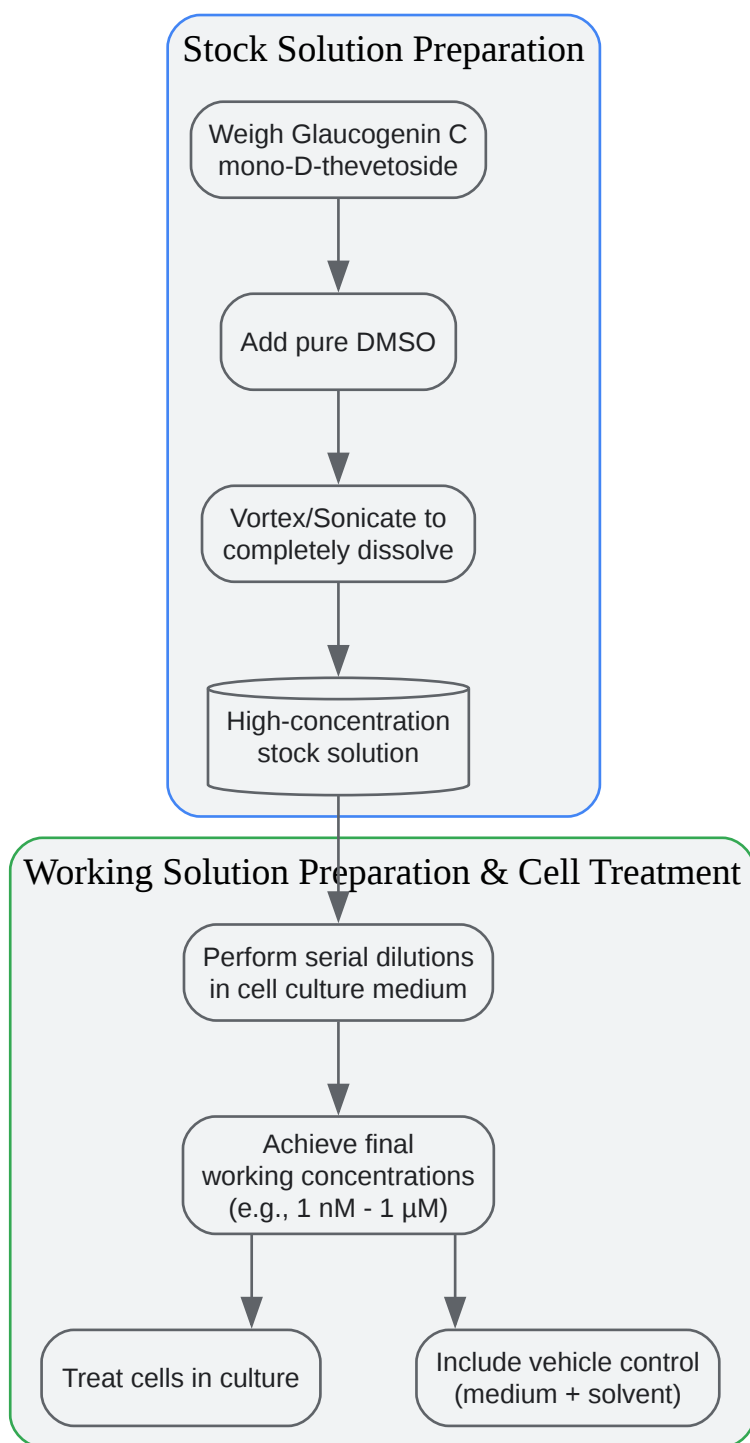 Stock Solution Preparation
Weigh Glaucogenin C
mono-D-thevetoside
Add pure DMSO
Vortex/Sonicate to
completely dissolve
High-concentration
stock solution
Working Solution Preparation & Cell Treatment
Perform serial dilutions
in cell culture medium
Achieve final
working concentrations
(e.g., 1 nM - 1 µM)
Treat cells in culture
Include vehicle control
(medium + solvent)